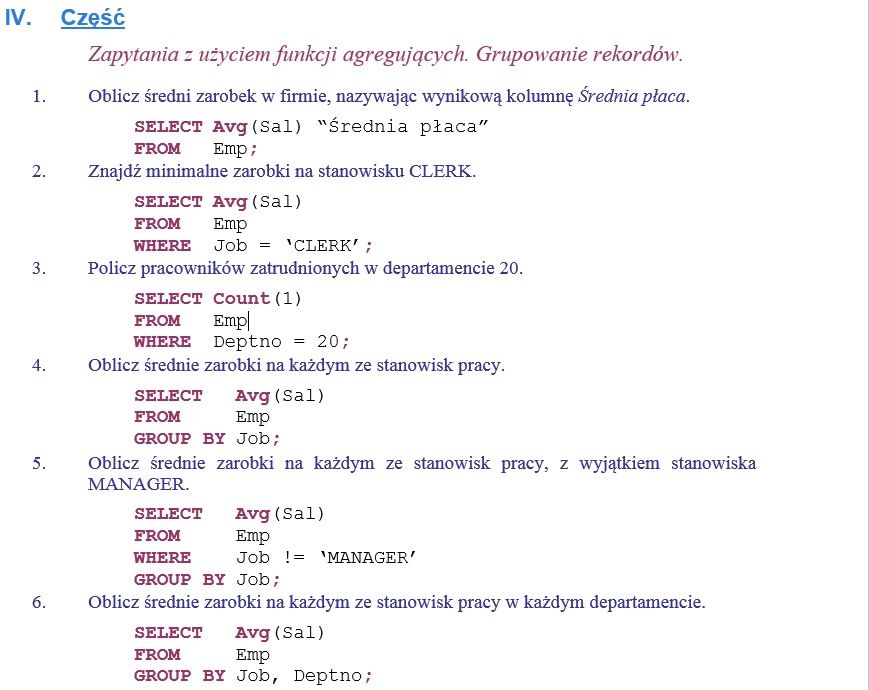 IV. Część
Zapytania z użyciem funkcji agregujących. Grupowanie rekordów.
1. Oblicz średni zarobek w firmie, nazywając wynikową kolumnę Średnia płaca.
SELECT Avg(Sal) “Średnia płaca”
FROM Emp;
2. Znajdź minimalne zarobki na stanowisku CLERK.
SELECT Avg(Sal)
FROM Emp
WHERE Job = ‘CLERK’;
3. Policz pracowników zatrudnionych w departamencie 20.
SELECT Count(1)
FROM Emp
WHERE Deptno = 20;
4. Oblicz średnie zarobki na każdym ze stanowisk pracy.
SELECT Avg(Sal)
FROM Emp
GROUP BY Job;
5. Oblicz średnie zarobki na każdym ze stanowisk pracy, z wyjątkiem stanowiska
MANAGER.
SELECT Avg(Sal)
FROM Emp
WHERE Job != ‘MANAGER’
GROUP BY Job;
6. Oblicz średnie zarobki na każdym ze stanowisk pracy w każdym departamencie.
SELECT Avg(Sal)
FROM Emp
GROUP BY Job, Deptno;